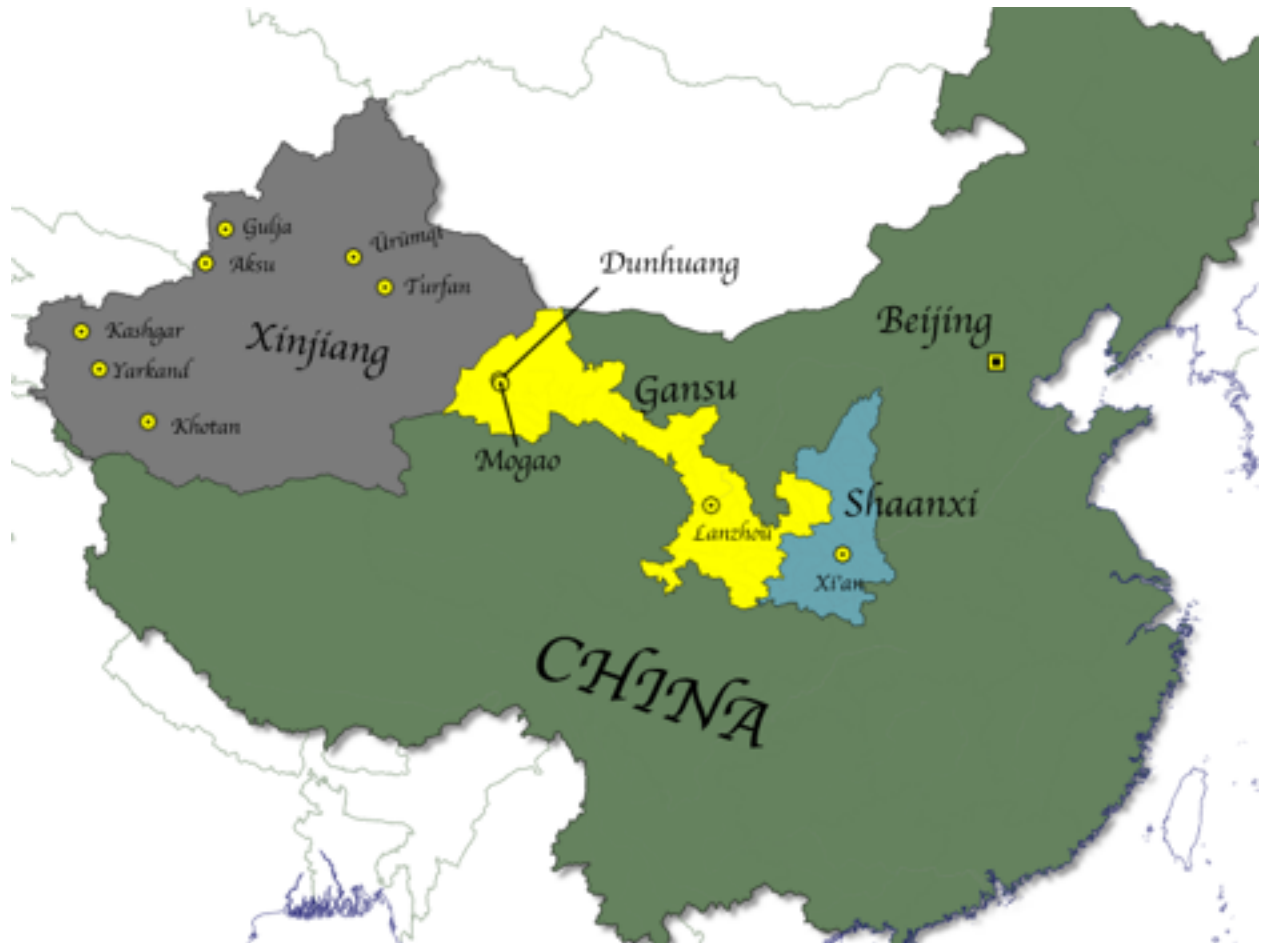 Gulja
Ürümqi
Aksu
Dunhuang
Turfan
Kashgar
Xinjiang
Beijing
Yarkand
Gansu
Khotan
Mogao
Shaanxi
Lanzhou
Xi'an
CHINA